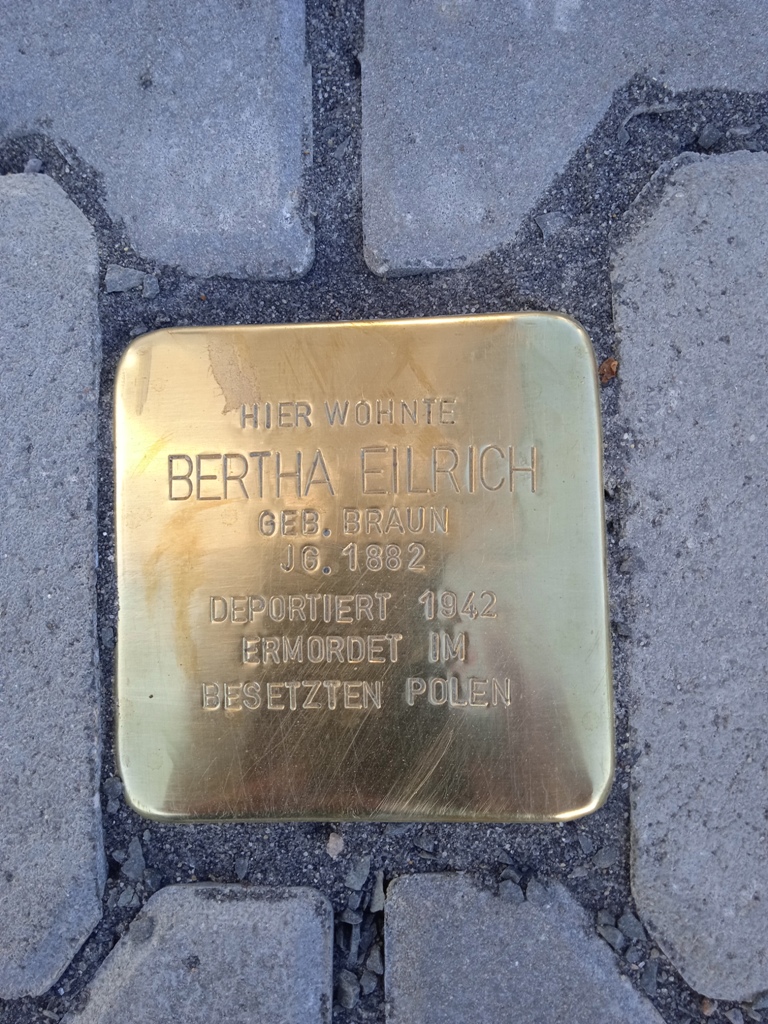 HIER WOHNTE
BERTHA EILRICH
GEB. BRAUN
JG. 1882
DEPORTIERT 1942
ERMORDET IM
BESETZTEN POLEN